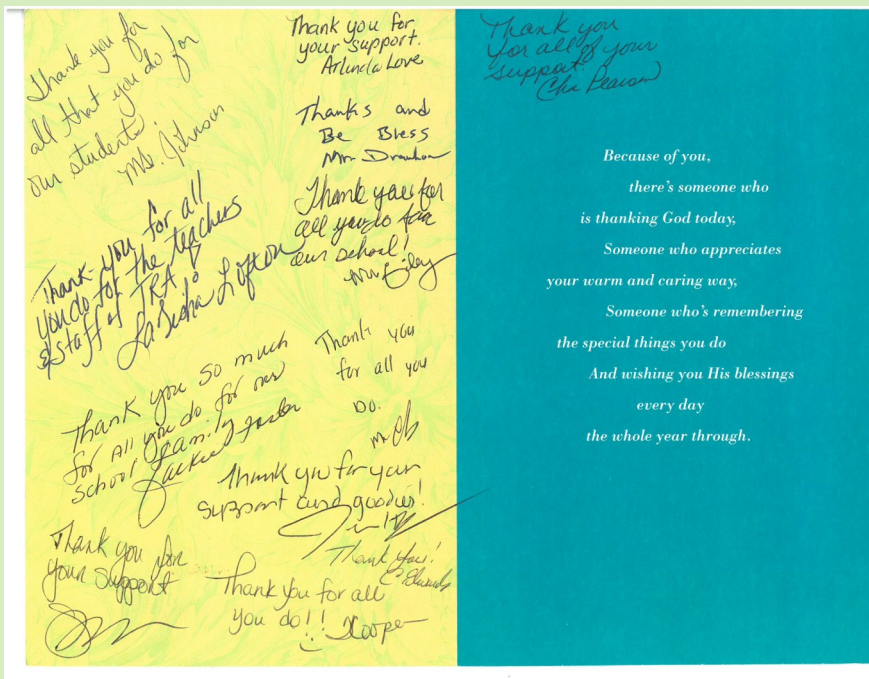 Thank you for
all that you do for
our students.
Ms. Johnson
Thank you for
your support.
Arlinda Love
Thanks and
Be Bless
Thank you for
all you do for
our school!
Thank you for all
you do for the teachers
& Staff of TRA!
LaSisha Lofton
Thank you so much
for All you do for our
school family
Jackie Foster
Thank you
for all you
DO.
Thank you for your
support and goodies!
Thank you for
your support
Thank you!
C Edwards
Thank you for all
you do!!
Hooper
Thank you
for all of your
support
Because of you,
there's someone who
is thanking God today,
Someone who appreciates
your warm and caring way,
Someone who's remembering
the special things you do
And wishing you His blessings
every day
the whole year through.